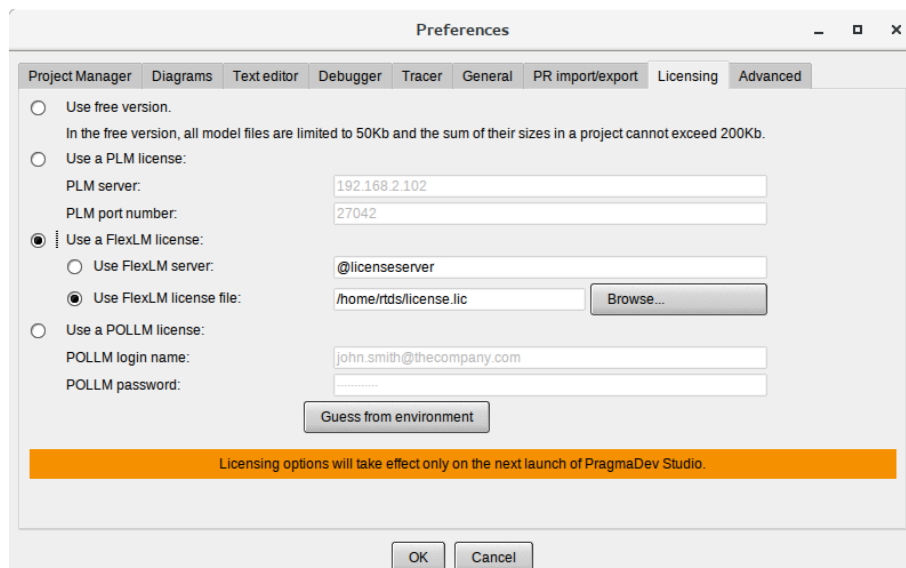 Preferences
Project Manager Diagrams Text editor Debugger Tracer General PR import/export Licensing Advanced
Use free version.
In the free version, all model files are limited to 50Kb and the sum of their sizes in a project cannot exceed 200Kb.
Use a PLM license:
PLM server: 192.168.2.102
PLM port number: 27042
Use a FlexLM license:
Use FlexLM server: @licenseserver
Use FlexLM license file: /home/rtds/license.lic Browse...
Use a POLLM license:
POLLM login name: john.smith@thecompany.com
POLLM password:
Guess from environment
Licensing options will take effect only on the next launch of PragmaDev Studio.
OK Cancel